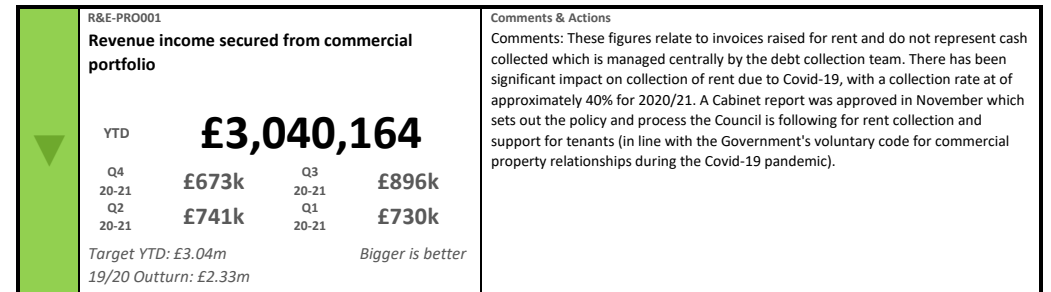 R&E-PRO001
Revenue income secured from commercial
portfolio
YTD £3,040,164
Q4
20-21
£673k
Q3
20-21
£896k
Q2
20-21
£741k
Q1
20-21
£730k
Target YTD: £3.04m Bigger is better
19/20 Outturn: £2.33m
Comments & Actions
Comments: These figures relate to invoices raised for rent and do not represent cash
collected which is managed centrally by the debt collection team. There has been
significant impact on collection of rent due to Covid-19, with a collection rate at of
approximately 40% for 2020/21. A Cabinet report was approved in November which
sets out the policy and process the Council is following for rent collection and
support for tenants (in line with the Government's voluntary code for commercial
property relationships during the Covid-19 pandemic).